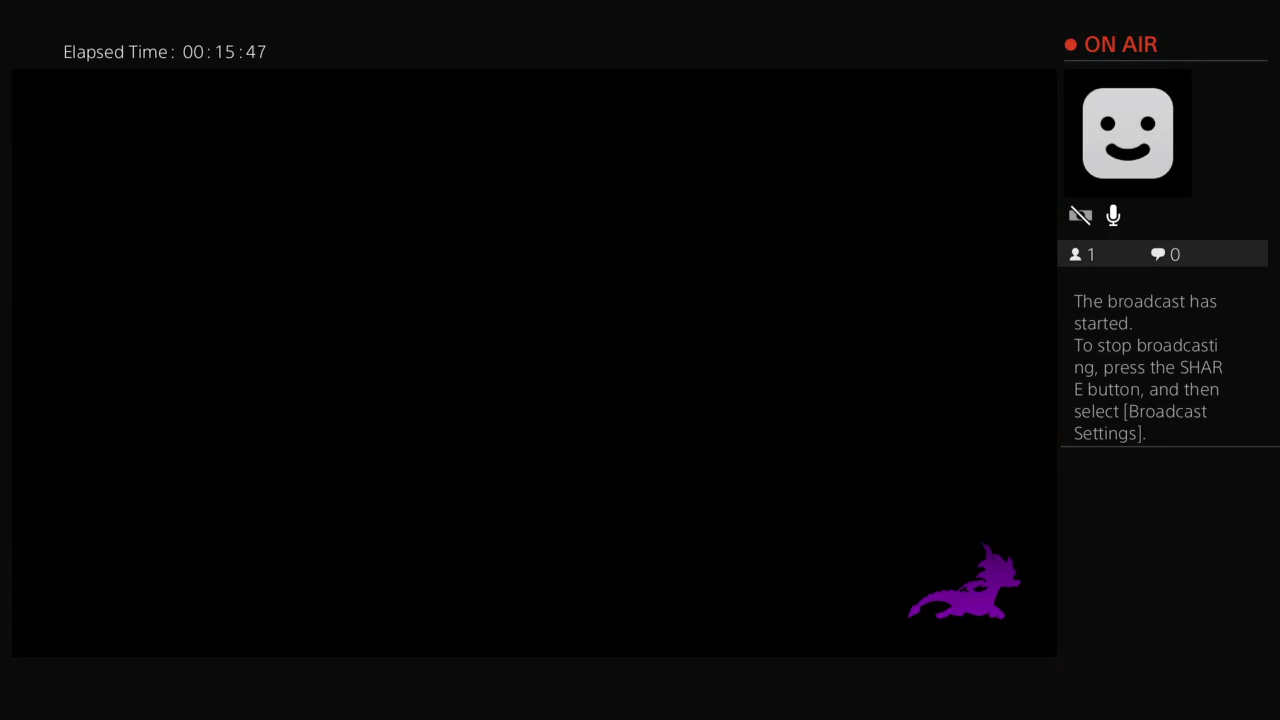 Elapsed Time: 00:15:47
ON AIR
1 0
The broadcast has
started.
To stop broadcasti
ng, press the SHAR
E button, and then
select [Broadcast
Settings].